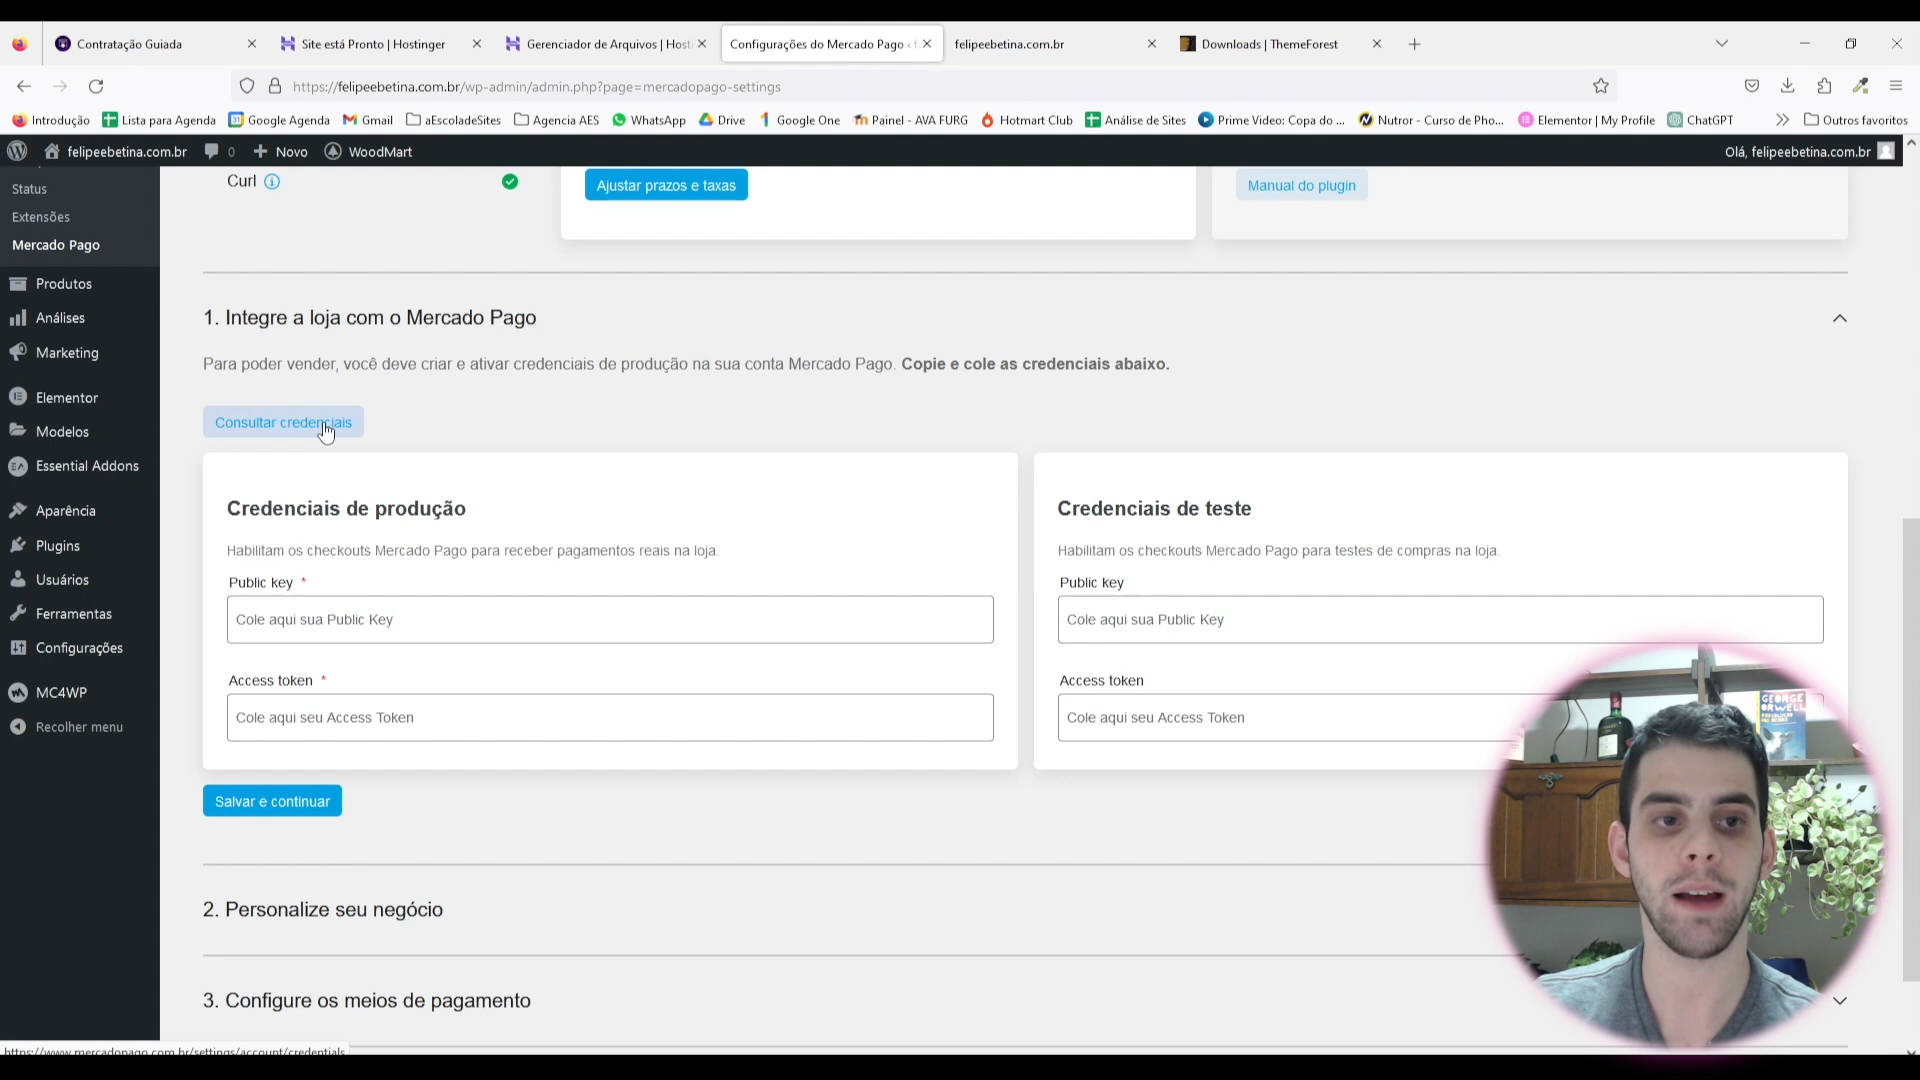 Contratação Guiada
Site está Pronto | Hostinger
Gerenciador de Arquivos | Host
Configurações do Mercado Pago ‹ f
felipeebetina.com.br
Downloads | ThemeForest
https://felipeebetina.com.br/wp-admin/admin.php?page=mercadopago-settings
Introdução
Lista para Agenda
Google Agenda
Gmail
aEscoladeSites
Agencia AES
WhatsApp
Drive
Google One
Painel - AVA FURG
Hotmart Club
Análise de Sites
Prime Video: Copa do ...
Nutror - Curso de Pho...
Elementor | My Profile
ChatGPT
Outros favoritos
felipeebetina.com.br
0
Novo
WoodMart
Olá, felipeebetina.com.br
Status
Extensões
Mercado Pago
Produtos
Análises
Marketing
Elementor
Modelos
Essential Addons
Aparência
Plugins
Usuários
Ferramentas
Configurações
MC4WP
Recolher menu
Curl
Ajustar prazos e taxas
Manual do plugin
1. Integre a loja com o Mercado Pago
Para poder vender, você deve criar e ativar credenciais de produção na sua conta Mercado Pago. Copie e cole as credenciais abaixo.
Consultar credenciais
Credenciais de produção
Habilitam os checkouts Mercado Pago para receber pagamentos reais na loja.
Public key *
Cole aqui sua Public Key
Access token *
Cole aqui seu Access Token
Credenciais de teste
Habilitam os checkouts Mercado Pago para testes de compras na loja.
Public key
Cole aqui sua Public Key
Access token
Cole aqui seu Access Token
Salvar e continuar
2. Personalize seu negócio
3. Configure os meios de pagamento
https://www.mercadopago.com.br/settings/account/credentials
GEORGE
ORWELL